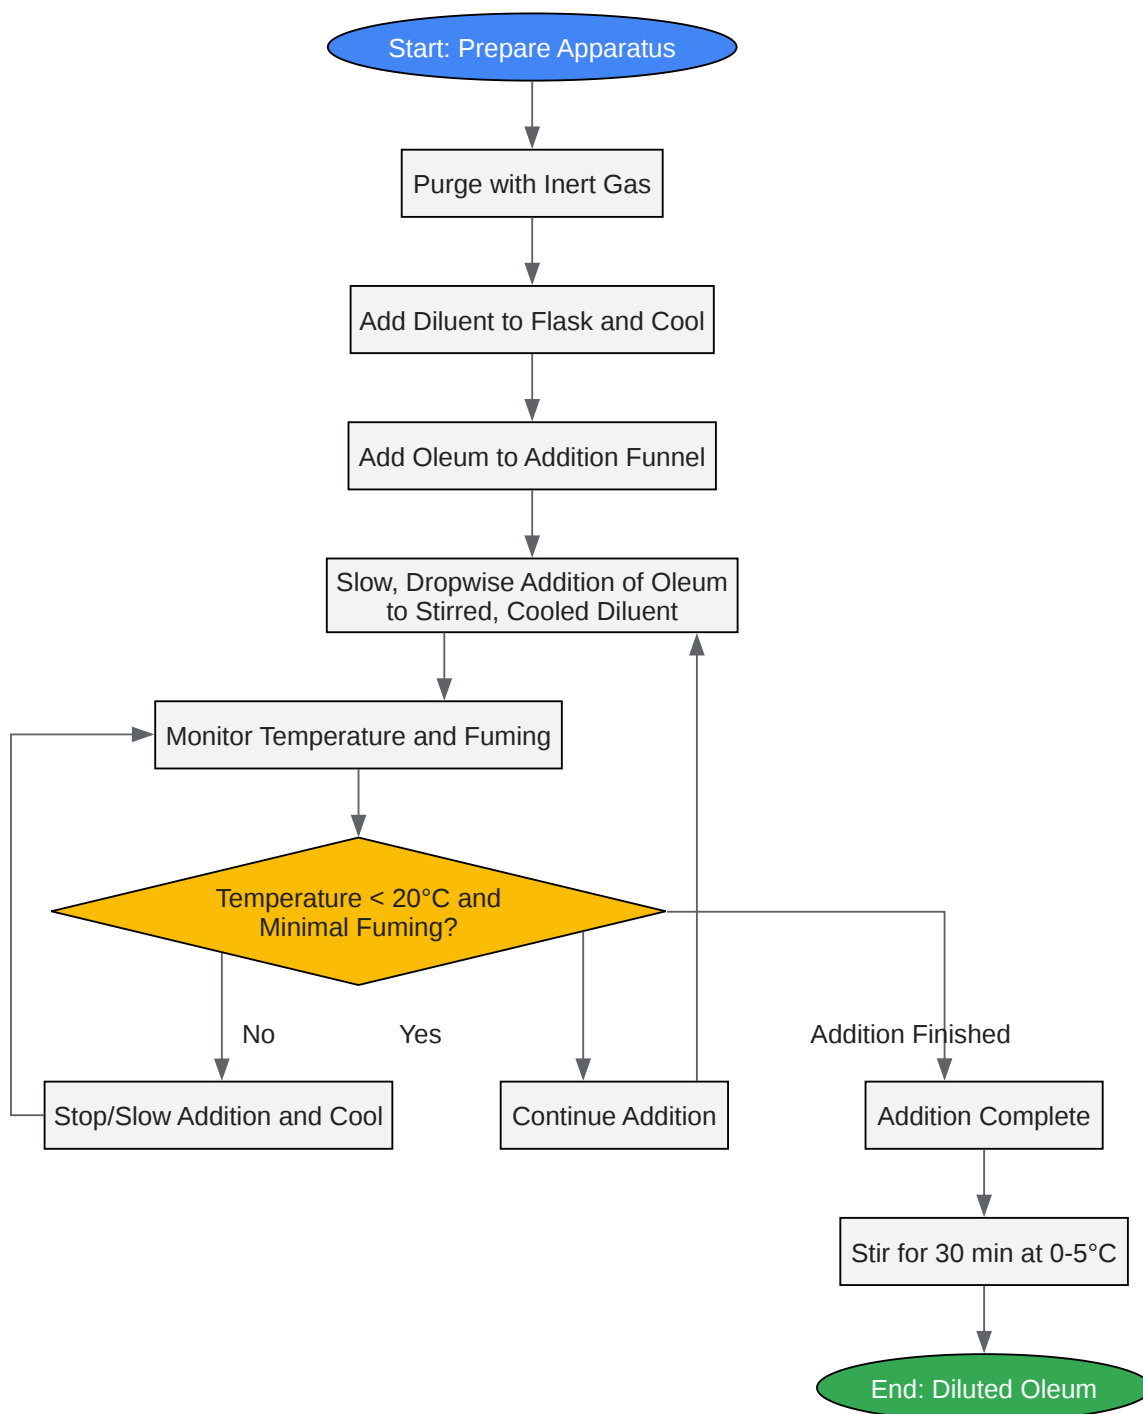 Start: Prepare Apparatus
Purge with Inert Gas
Add Diluent to Flask and Cool
Add Oleum to Addition Funnel
Slow, Dropwise Addition of Oleum
to Stirred, Cooled Diluent
Monitor Temperature and Fuming
Temperature < 20°C and
Minimal Fuming?
No
Yes
Addition Finished
Stop/Slow Addition and Cool
Continue Addition
Addition Complete
Stir for 30 min at 0-5°C
End: Diluted Oleum